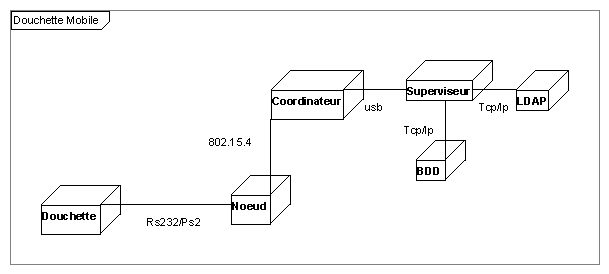 Douchette Mobile
Coordinateur
usb
Superviseur
Tcp/Ip
LDAP
Tcp/Ip
BDD
802.15.4
Douchette
Rs232/Ps2
Noeud